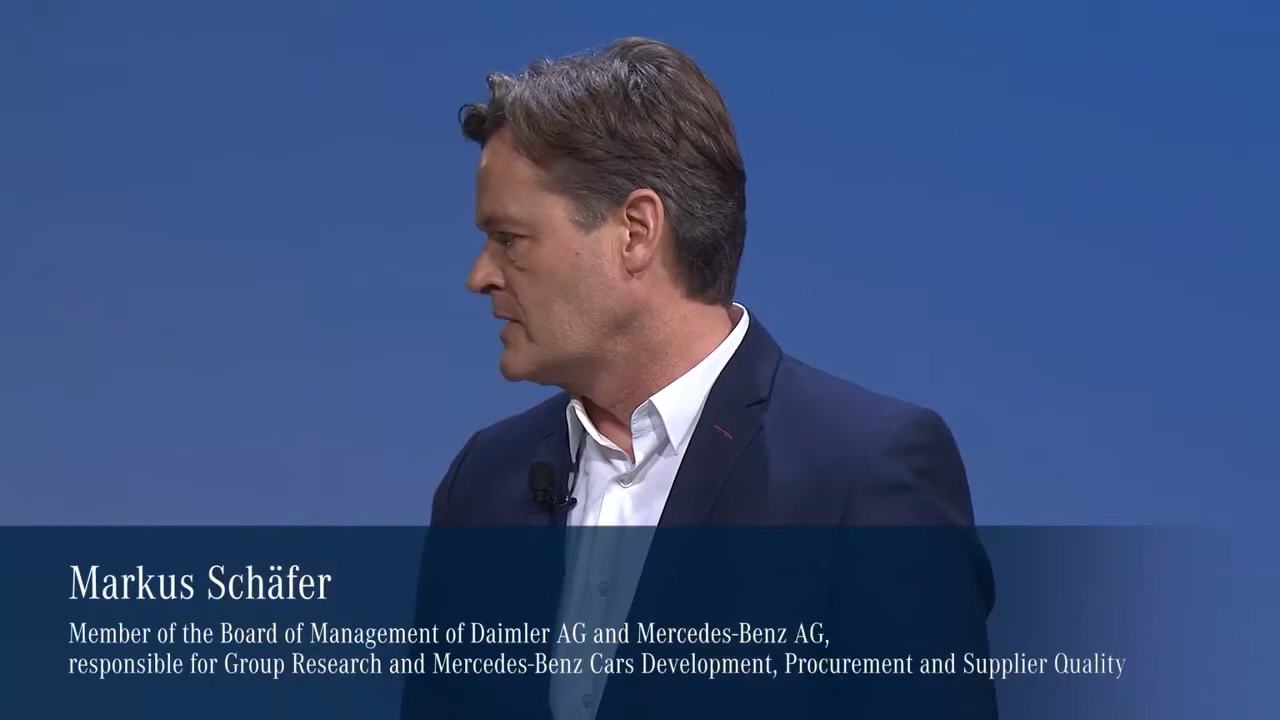 Markus Schäfer
Member of the Board of Management of Daimler AG and Mercedes-Benz AG,
responsible for Group Research and Mercedes-Benz Cars Development, Procurement and Supplier Quality